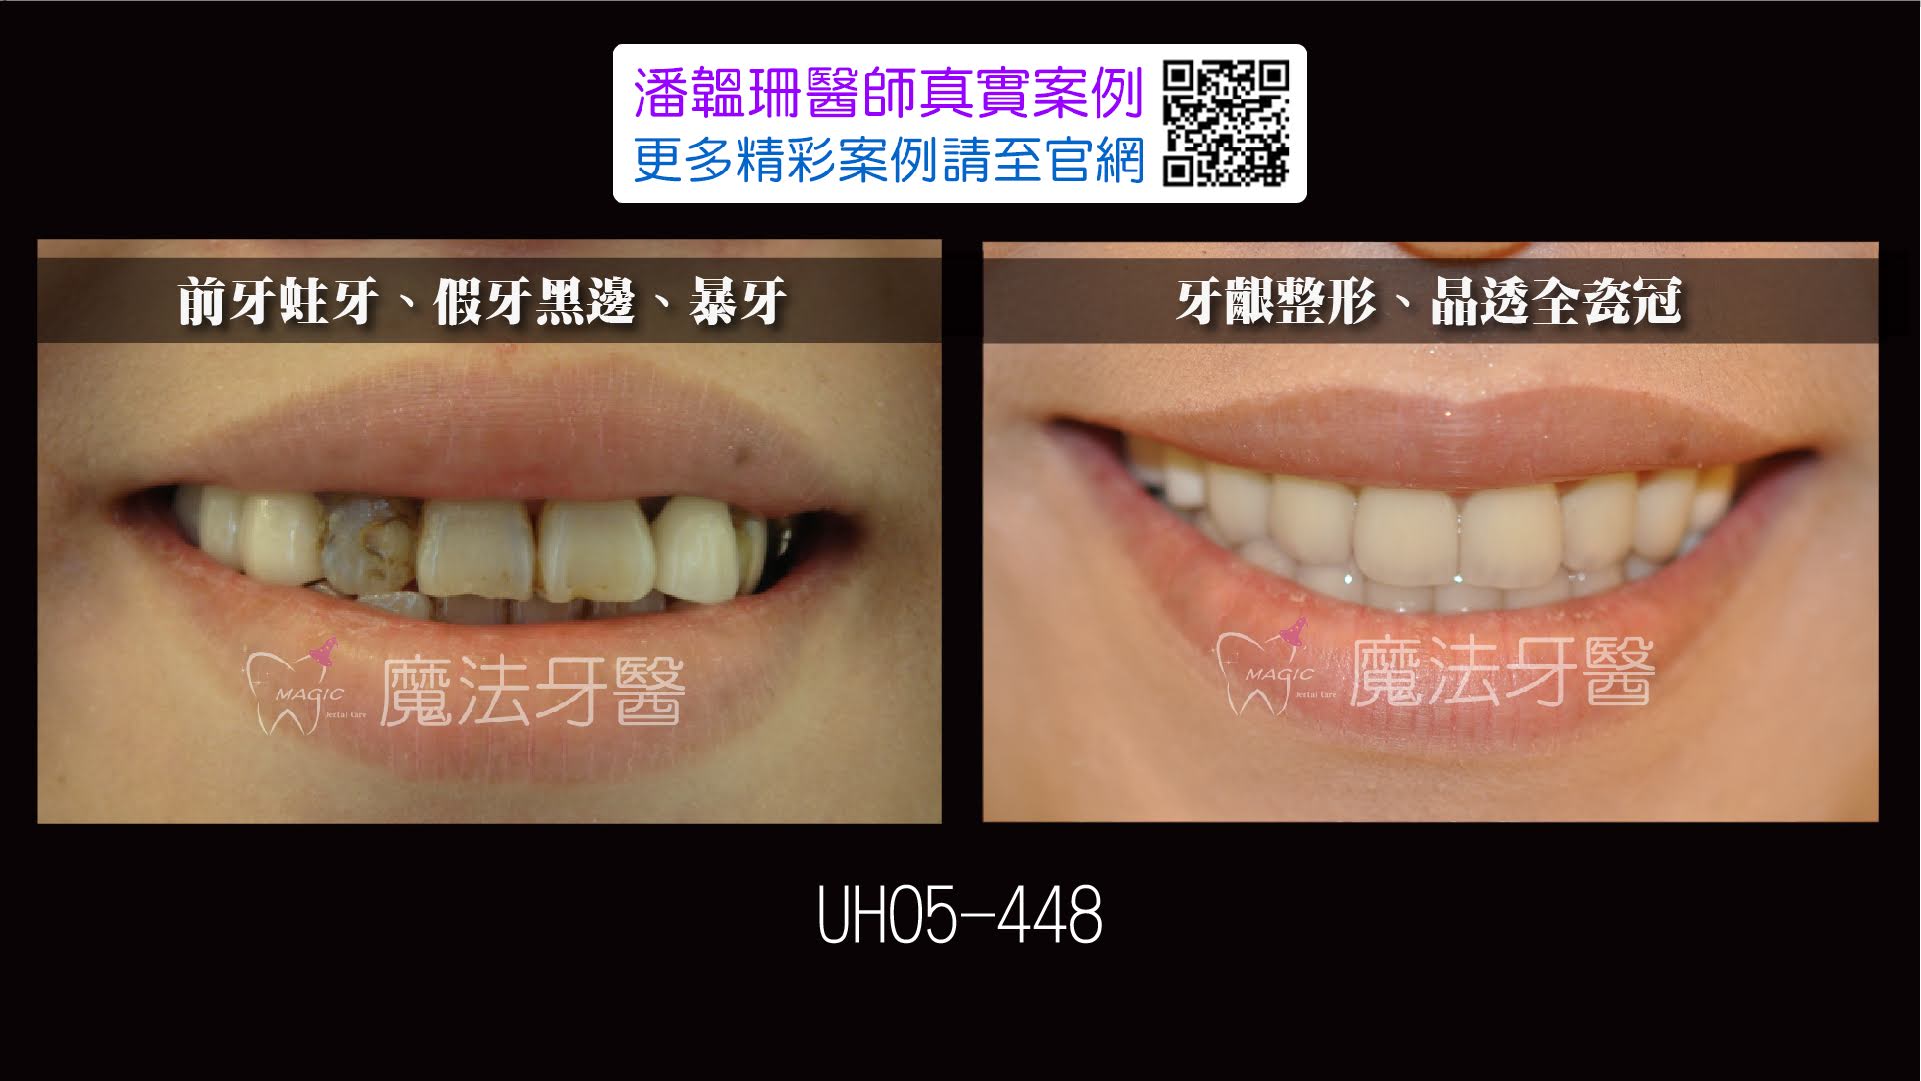 潘韞珊醫師真實案例
更多精彩案例請至官網
前牙蛀牙、假牙黑邊、暴牙
牙齦整形、晶透全瓷冠
MAGIC
魔法牙醫
MAGIC
魔法牙醫
UH05-448